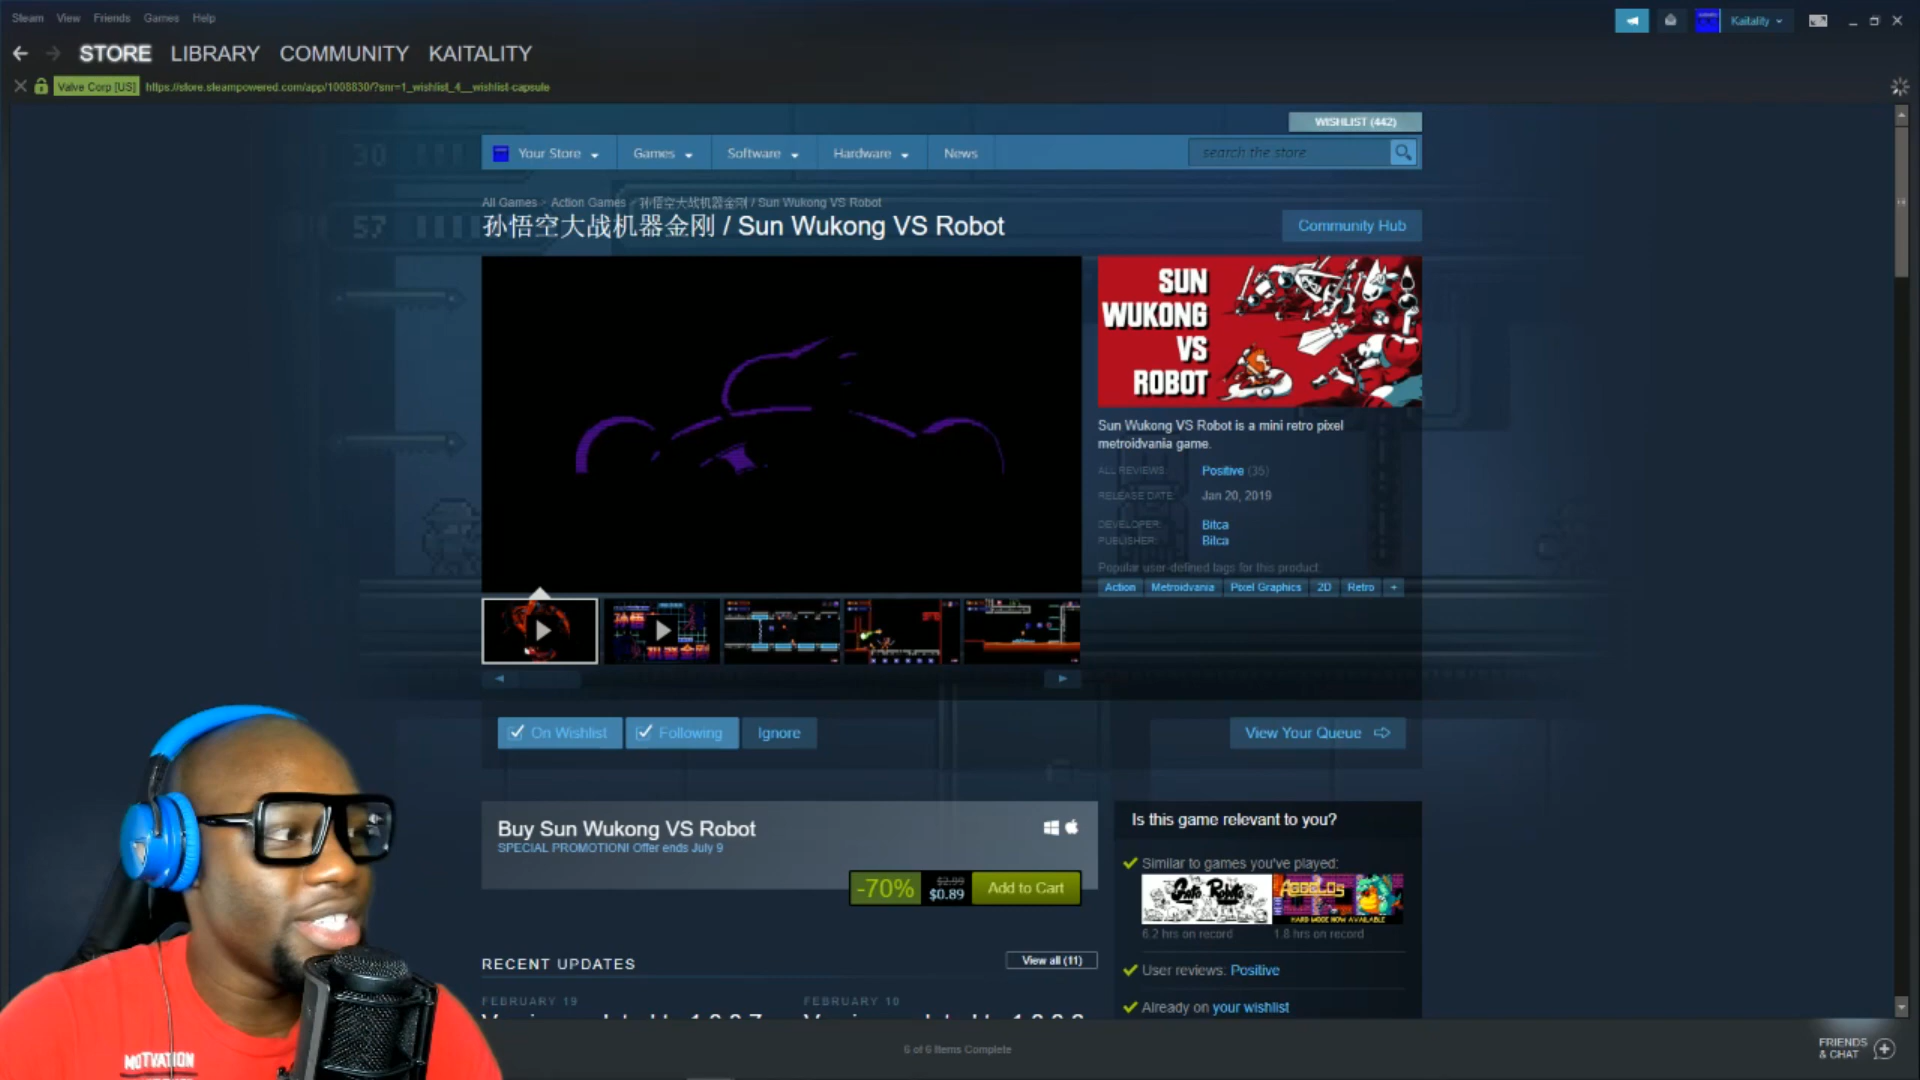 Steam View Friends Games Help
Kaitality
STORE LIBRARY COMMUNITY KAITALITY
Valve Corp [US] https://store.steampowered.com/app/1008830/?snr=1_wishlist_4__wishlist-capsule
WISHLIST (442)
Your Store Games Software Hardware News
search the store
All Games > Action Games > 孙悟空大战机器金刚 / Sun Wukong VS Robot
孙悟空大战机器金刚 / Sun Wukong VS Robot
Community Hub
SUN
WUKONG
VS
ROBOT
Sun Wukong VS Robot is a mini retro pixel
metroidvania game.
ALL REVIEWS: Positive (35)
RELEASE DATE: Jan 20, 2019
DEVELOPER: Bitca
PUBLISHER: Bitca
Popular user-defined tags for this product:
Action Metroidvania Pixel Graphics 2D Retro +
On Wishlist Following Ignore
View Your Queue
Buy Sun Wukong VS Robot
SPECIAL PROMOTION! Offer ends July 9
-70% $2.99 $0.89 Add to Cart
Is this game relevant to you?
Similar to games you've played:
Gato Roboto
AGGELOS
HARD MODE NOW AVAILABLE
6.2 hrs on record 1.8 hrs on record
User reviews: Positive
Already on your wishlist
RECENT UPDATES
View all (11)
FEBRUARY 19 FEBRUARY 10
6 of 6 Items Complete
FRIENDS
& CHAT
MOTIVATION
30
57